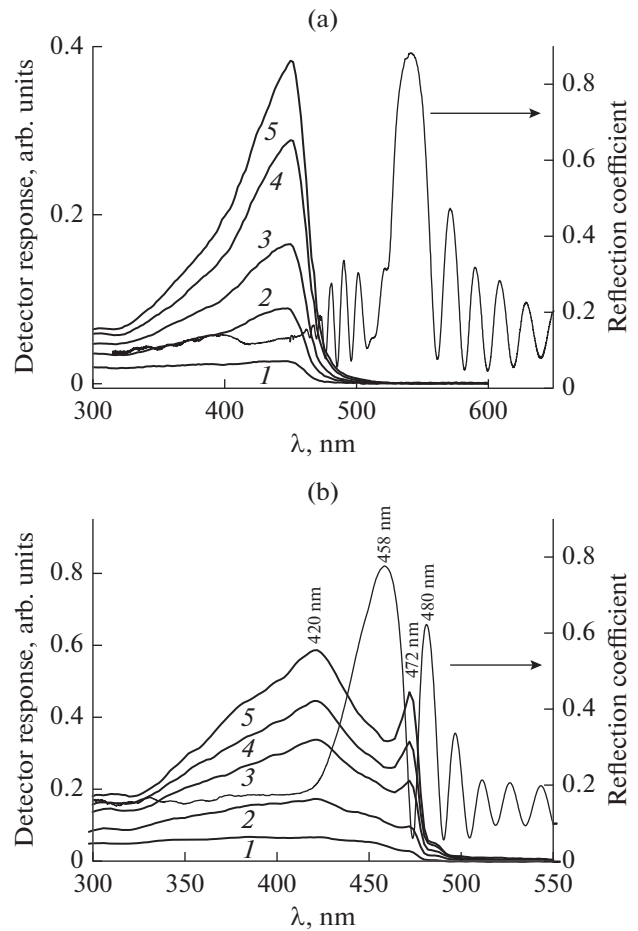 (a)
Detector response, arb. units
0.4
0.2
0
5
4
3
2
1
0.8
0.6
0.4
0.2
0
Reflection coefficient
300 400 500 600
λ, nm
(b)
Detector response, arb. units
0.8
0.6
0.4
0.2
0
420 nm
458 nm
472 nm
480 nm
5
4
3
2
1
0.8
0.6
0.4
0.2
0
Reflection coefficient
300 350 400 450 500 550
λ, nm